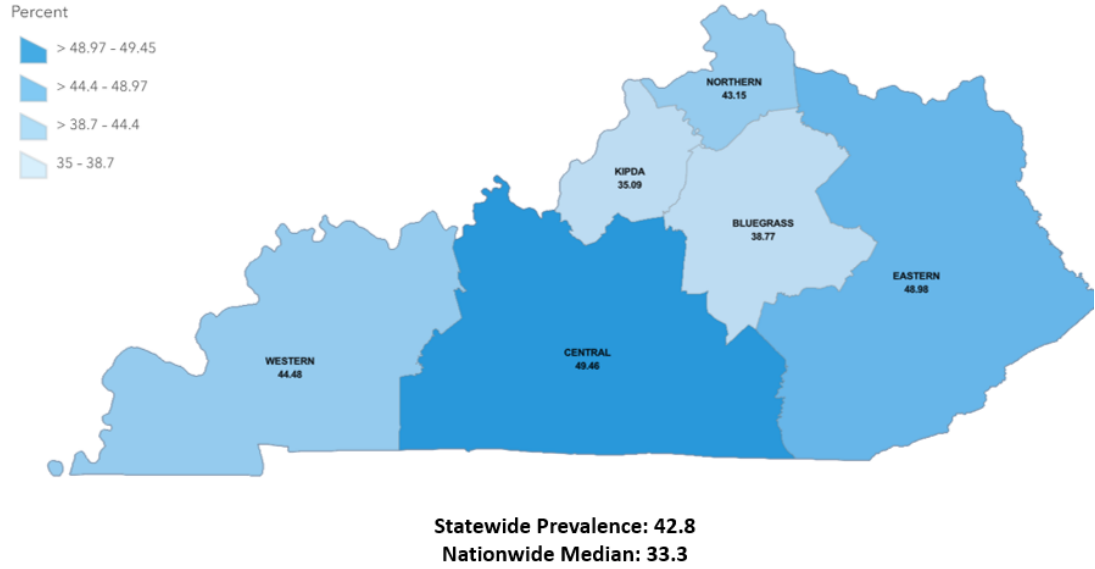 Percent
> 48.97 - 49.45
> 44.4 - 48.97
> 38.7 - 44.4
35 - 38.7
NORTHERN
43.15
KIPDA
35.09
BLUEGRASS
38.77
EASTERN
48.98
CENTRAL
49.46
WESTERN
44.48
Statewide Prevalence: 42.8
Nationwide Median: 33.3